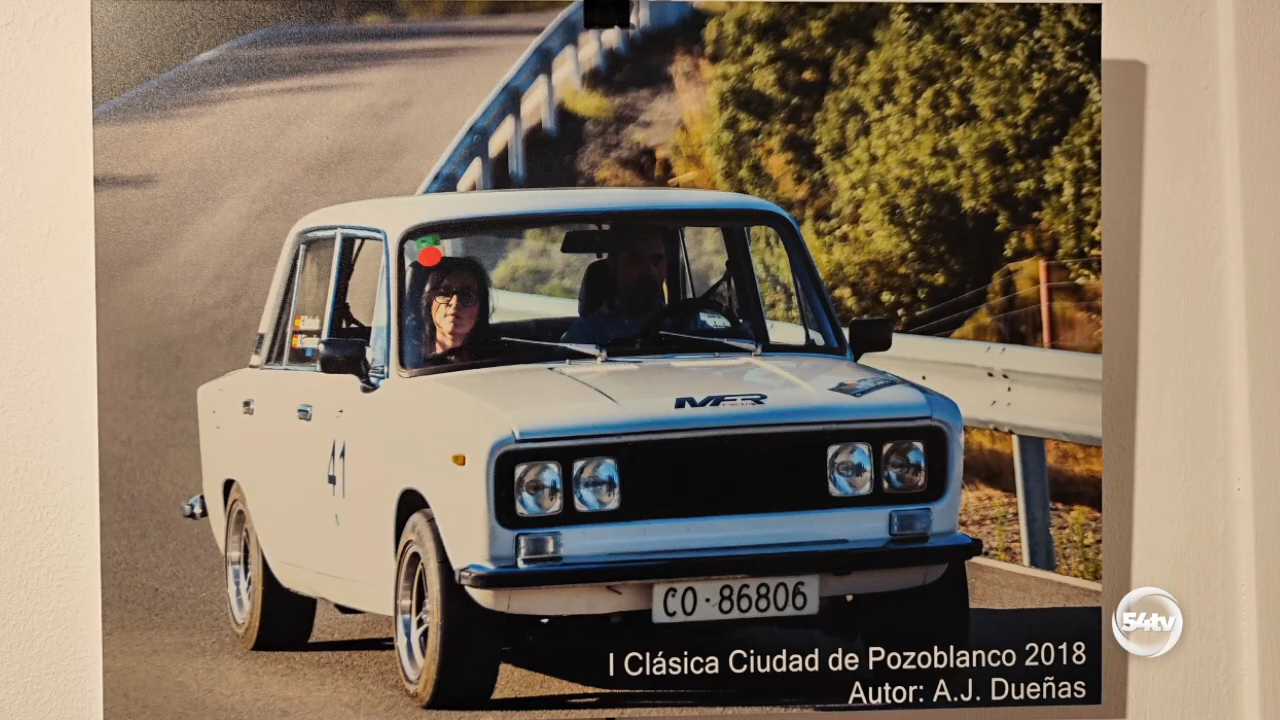 41
MFR
CO·86806
I Clásica Ciudad de Pozoblanco 2018
Autor: A.J. Dueñas
54tv